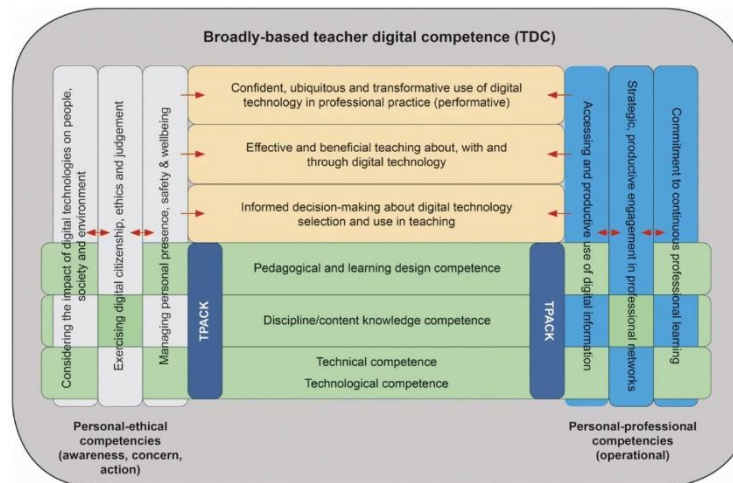 Broadly-based teacher digital competence (TDC)
Considering the impact of digital technologies on people,
society and environment
Exercising digital citizenship, ethics and judgement
Managing personal presence, safety & wellbeing
Confident, ubiquitous and transformative use of digital
technology in professional practice (performative)
Effective and beneficial teaching about, with and
through digital technology
Informed decision-making about digital technology
selection and use in teaching
Pedagogical and learning design competence
Discipline/content knowledge competence
Technical competence
Technological competence
TPACK
TPACK
Accessing and productive use of digital information
Strategic, productive engagement in professional networks
Commitment to continuous professional learning
Personal-ethical
competencies
(awareness, concern,
action)
Personal-professional
competencies
(operational)